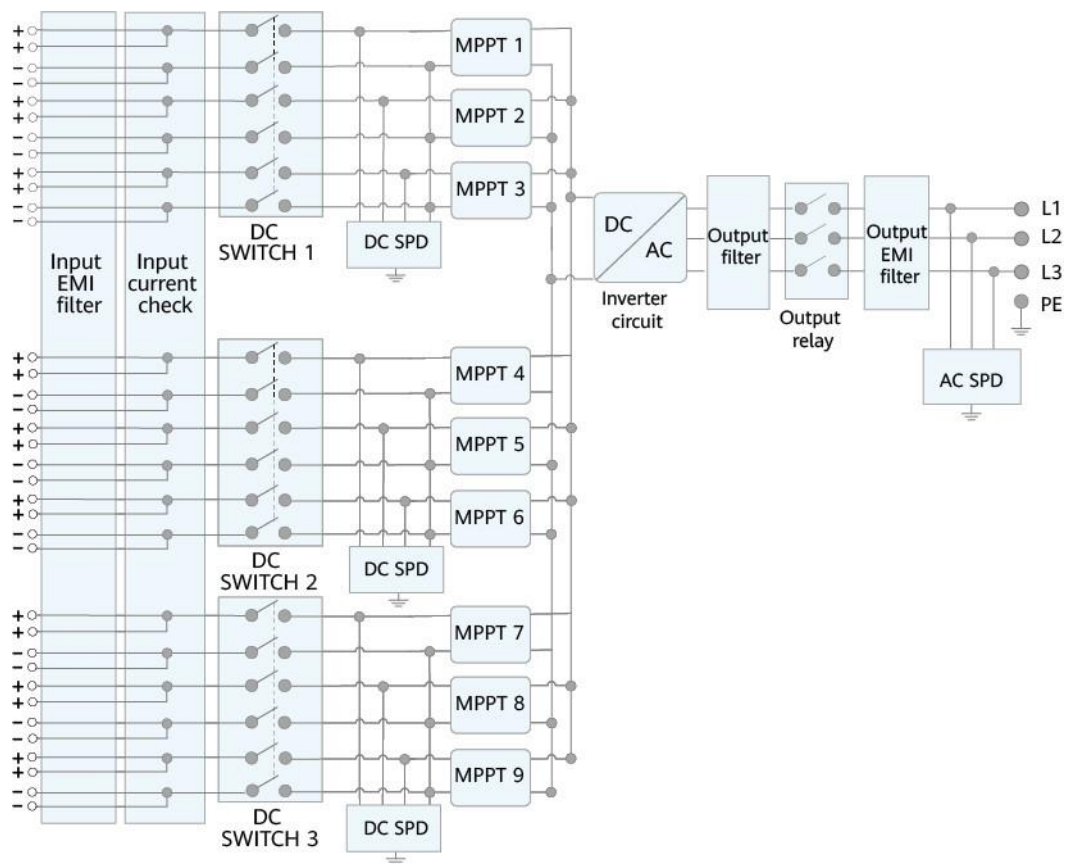 +
+
−
−
+
+
−
−
+
+
−
−
Input
EMI
filter
Input
current
check
DC
SWITCH 1
DC SPD
MPPT 1
MPPT 2
MPPT 3
+
+
−
−
+
+
−
−
+
+
−
−
DC
SWITCH 2
DC SPD
MPPT 4
MPPT 5
MPPT 6
+
+
−
−
+
+
−
−
+
+
−
−
DC
SWITCH 3
DC SPD
MPPT 7
MPPT 8
MPPT 9
DC
AC
Inverter
circuit
Output
filter
Output
relay
Output
EMI
filter
L1
L2
L3
PE
AC SPD